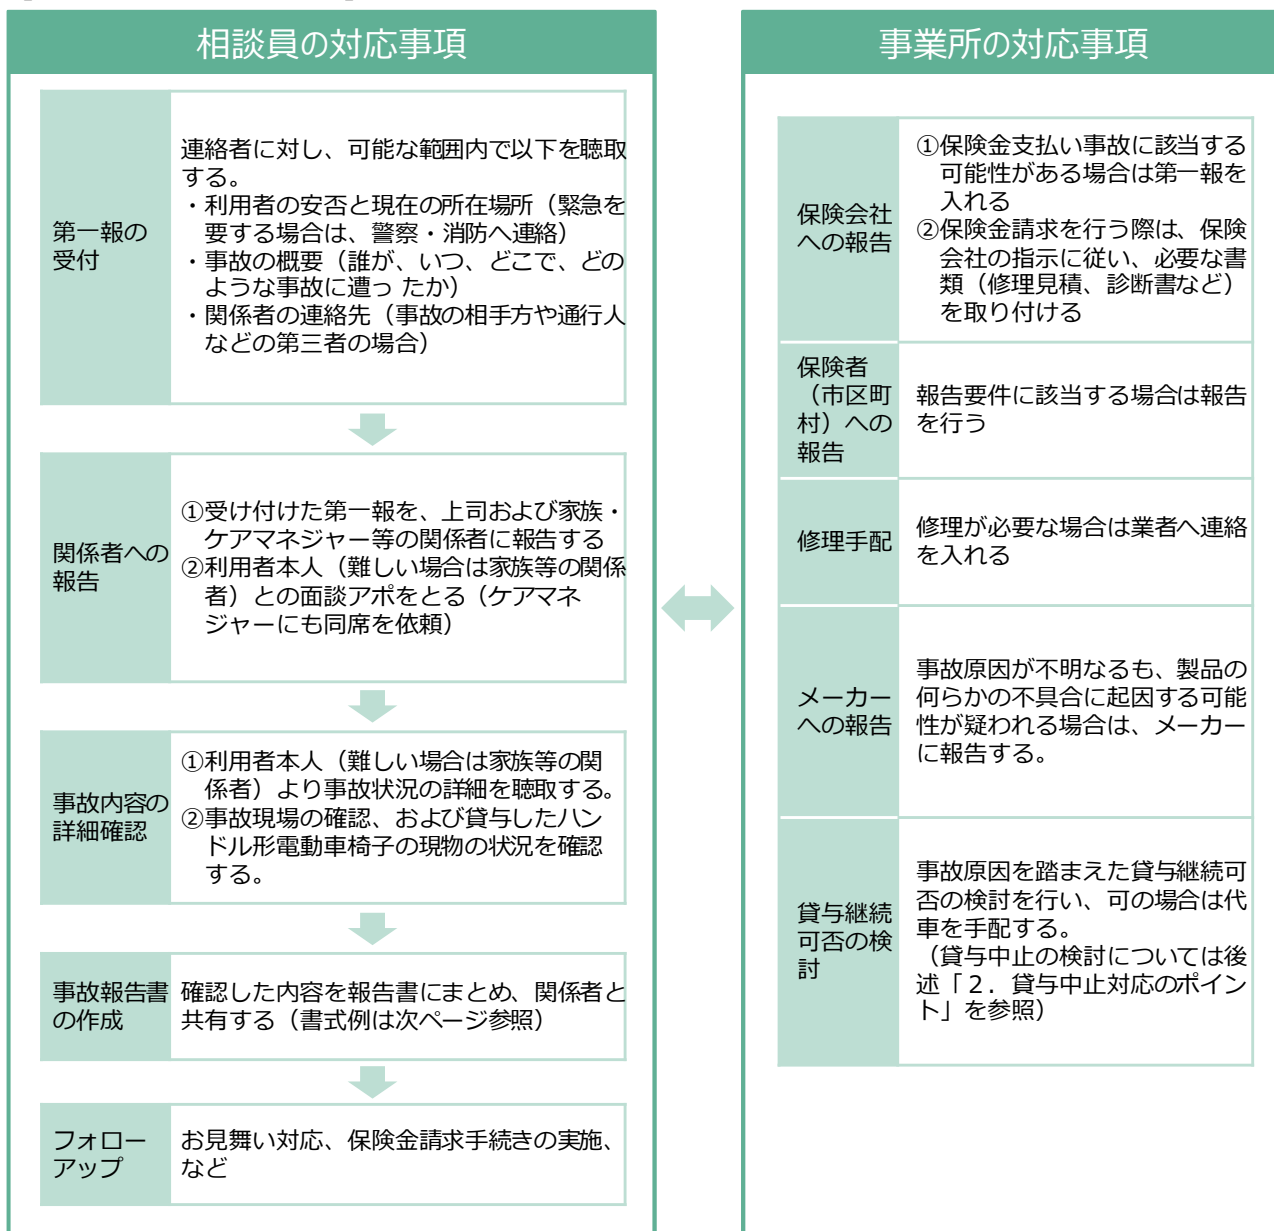 相談員の対応事項
第一報の
受付
連絡者に対し、可能な範囲内で以下を聴取
する。
・利用者の安否と現在の所在場所（緊急を
要する場合は、警察・消防へ連絡）
・事故の概要（誰が、いつ、どこで、どの
ような事故に遭っ たか）
・関係者の連絡先（事故の相手方や通行人
などの第三者の場合）
関係者への
報告
①受け付けた第一報を、上司および家族・
ケアマネジャー等の関係者に報告する
②利用者本人（難しい場合は家族等の関係
者）との面談アポをとる（ケアマネ
ジャーにも同席を依頼）
事故内容の
詳細確認
①利用者本人（難しい場合は家族等の関
係者）より事故状況の詳細を聴取する。
②事故現場の確認、および貸与したハン
ドル形電動車椅子の現物の状況を確認
する。
事故報告書
の作成
確認した内容を報告書にまとめ、関係者と
共有する（書式例は次ページ参照）
フォロー
アップ
お見舞い対応、保険金請求手続きの実施、
など
事業所の対応事項
保険会社
への報告
①保険金支払い事故に該当する
可能性がある場合は第一報を
入れる
②保険金請求を行う際は、保険
会社の指示に従い、必要な書
類（修理見積、診断書など）
を取り付ける
保険者
（市区町
村）への
報告
報告要件に該当する場合は報告
を行う
修理手配
修理が必要な場合は業者へ連絡
を入れる
メーカー
への報告
事故原因が不明なるも、製品の
何らかの不具合に起因する可能
性が疑われる場合は、メーカー
に報告する。
貸与継続
可否の検
討
事故原因を踏まえた貸与継続可
否の検討を行い、可の場合は代
車を手配する。
（貸与中止の検討については後
述「２．貸与中止対応のポイン
ト」を参照）